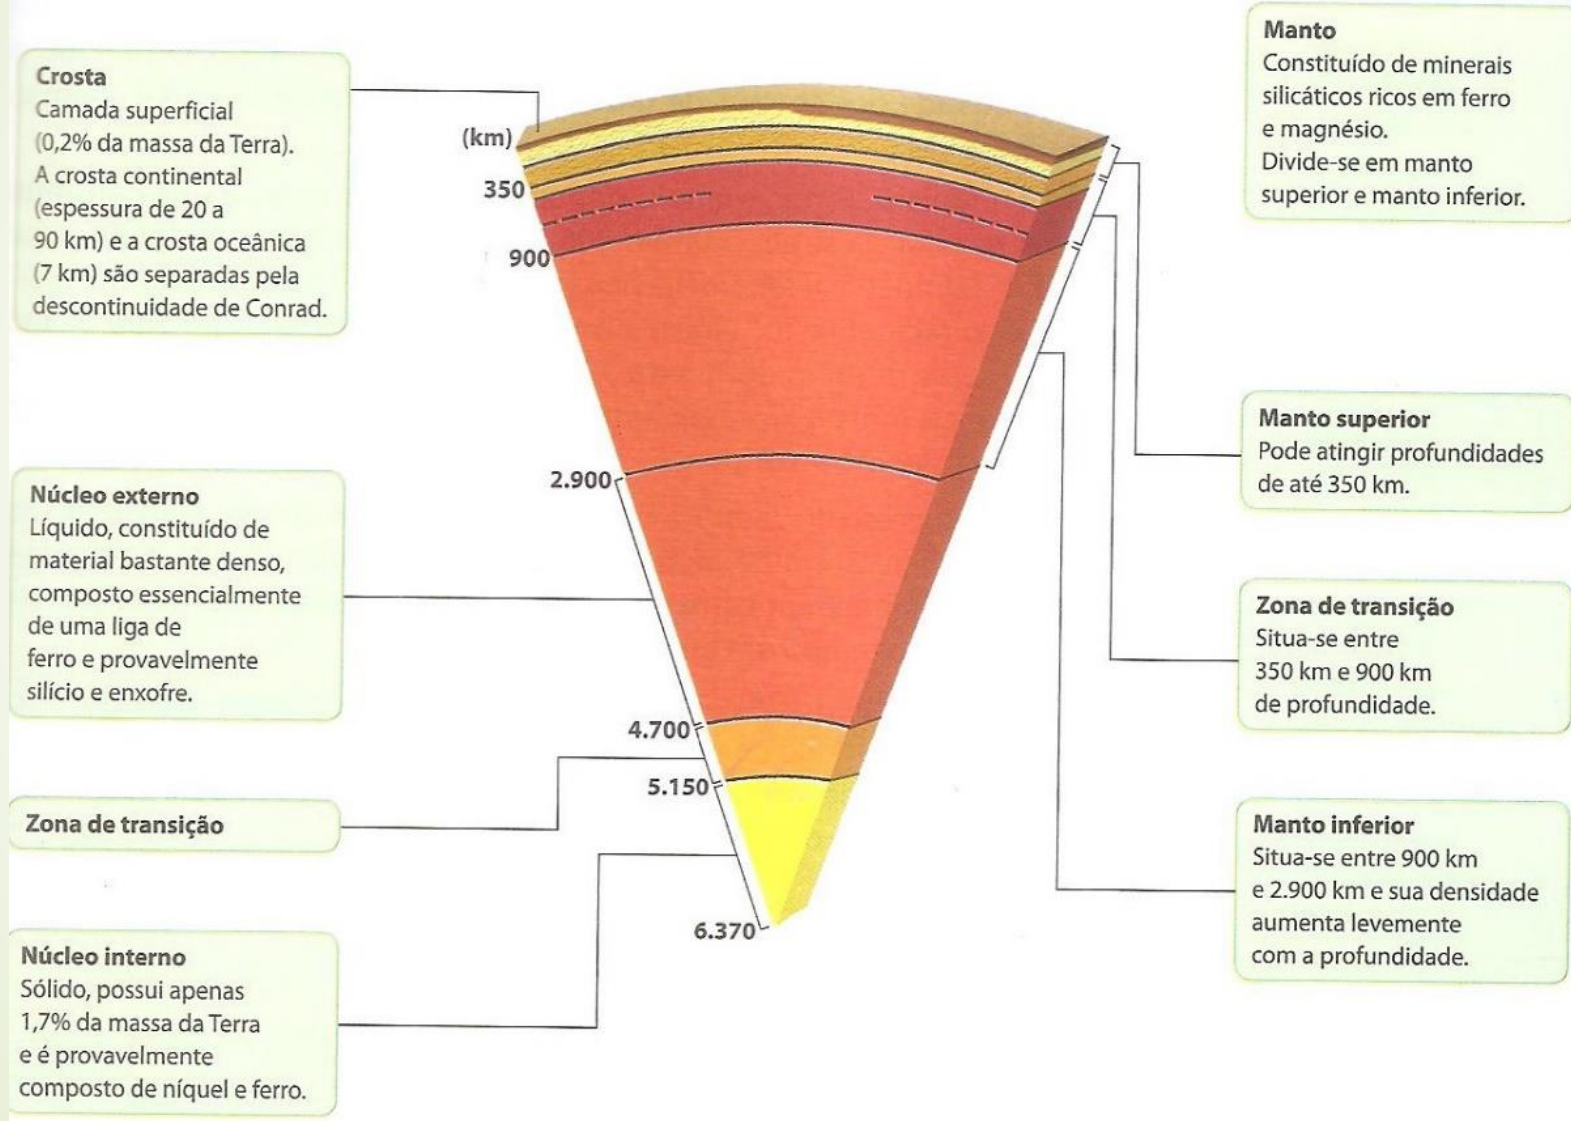 Crosta
Camada superficial
(0,2% da massa da Terra).
A crosta continental
(espessura de 20 a
90 km) e a crosta oceânica
(7 km) são separadas pela
descontinuidade de Conrad.
Núcleo externo
Líquido, constituído de
material bastante denso,
composto essencialmente
de uma liga de
ferro e provavelmente
silício e enxofre.
Zona de transição
Núcleo interno
Sólido, possui apenas
1,7% da massa da Terra
e é provavelmente
composto de níquel e ferro.
(km)
350
900
2.900
4.700
5.150
6.370
Manto
Constituído de minerais
silicáticos ricos em ferro
e magnésio.
Divide-se em manto
superior e manto inferior.
Manto superior
Pode atingir profundidades
de até 350 km.
Zona de transição
Situa-se entre
350 km e 900 km
de profundidade.
Manto inferior
Situa-se entre 900 km
e 2.900 km e sua densidade
aumenta levemente
com a profundidade.